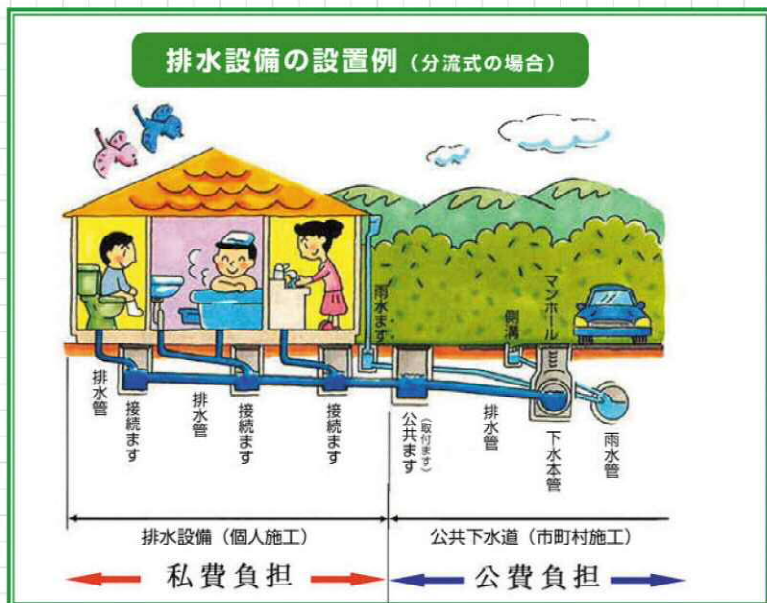 排水設備の設置例（分流式の場合）
雨水ます
側溝
マンホール
排水管
接続ます
排水管
接続ます
接続ます
公共ます
（取付ます）
排水管
下水本管
雨水管
排水設備（個人施工）
公共下水道（市町村施工）
私費負担
公費負担